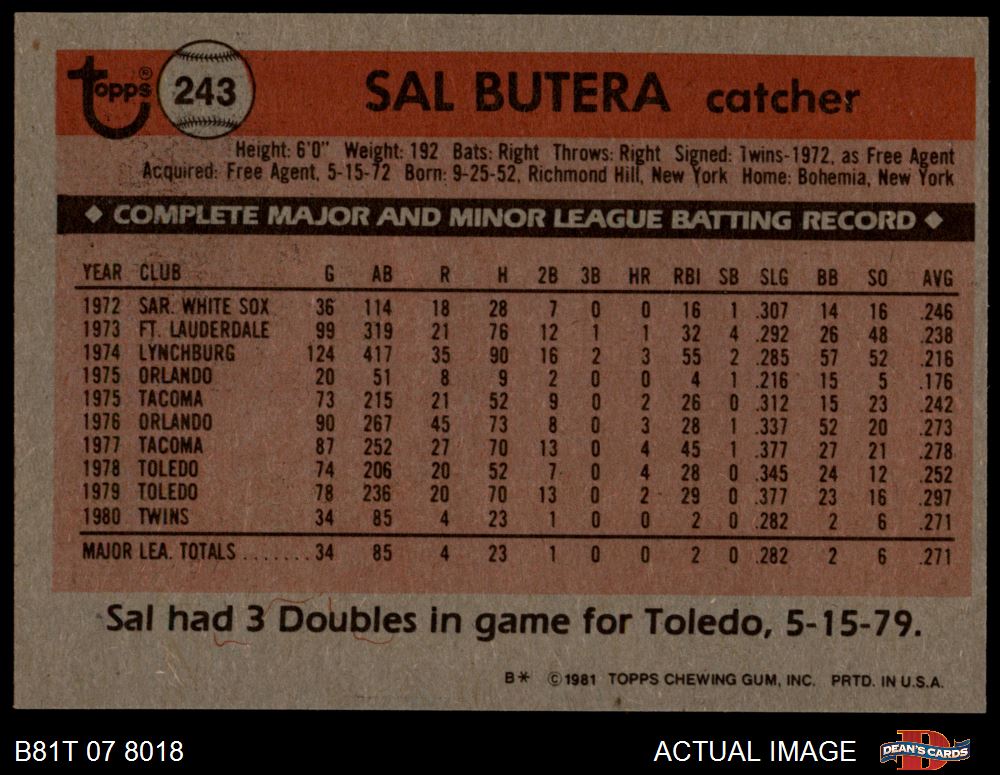 Topps® 243 SAL BUTERA catcher
Height: 6'0" Weight: 192 Bats: Right Throws: Right Signed: Twins-1972, as Free Agent
Acquired: Free Agent, 5-15-72 Born: 9-25-52, Richmond Hill, New York Home: Bohemia, New York
◆ COMPLETE MAJOR AND MINOR LEAGUE BATTING RECORD ◆
YEAR CLUB G AB R H 2B 3B HR RBI SB SLG BB SO AVG
1972 SAR. WHITE SOX 36 114 18 28 7 0 0 16 1 .307 14 16 .246
1973 FT. LAUDERDALE 99 319 21 76 12 1 1 32 4 .292 26 48 .238
1974 LYNCHBURG 124 417 35 90 16 2 3 55 2 .285 57 52 .216
1975 ORLANDO 20 51 8 9 2 0 0 4 1 .216 15 5 .176
1975 TACOMA 73 215 21 52 9 0 2 26 0 .312 15 23 .242
1976 ORLANDO 90 267 45 73 8 0 3 28 1 .337 52 20 .273
1977 TACOMA 87 252 27 70 13 0 4 45 1 .377 27 21 .278
1978 TOLEDO 74 206 20 52 7 0 4 28 0 .345 24 12 .252
1979 TOLEDO 78 236 20 70 13 0 2 29 0 .377 23 16 .297
1980 TWINS 34 85 4 23 1 0 0 2 0 .282 2 6 .271
MAJOR LEA. TOTALS .......34 85 4 23 1 0 0 2 0 .282 2 6 .271
Sal had 3 Doubles in game for Toledo, 5-15-79.
B* ©1981 TOPPS CHEWING GUM, INC. PRTD. IN U.S.A.
B81T 07 8018 ACTUAL IMAGE DEAN'S CARDS